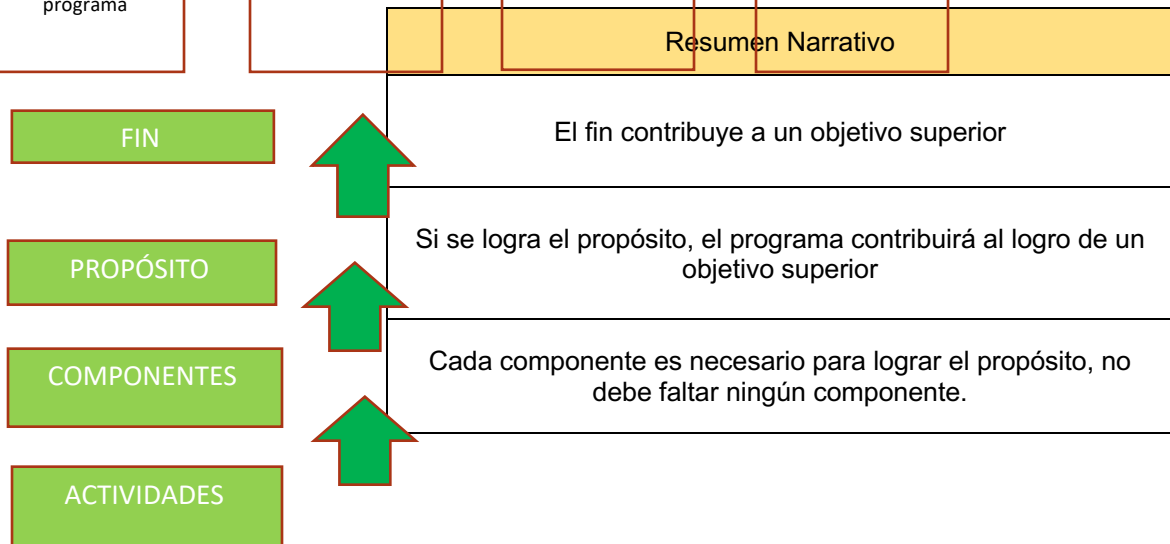 programa
Resumen Narrativo
FIN
El fin contribuye a un objetivo superior
PROPÓSITO
Si se logra el propósito, el programa contribuirá al logro de un
objetivo superior
COMPONENTES
Cada componente es necesario para lograr el propósito, no
debe faltar ningún componente.
ACTIVIDADES